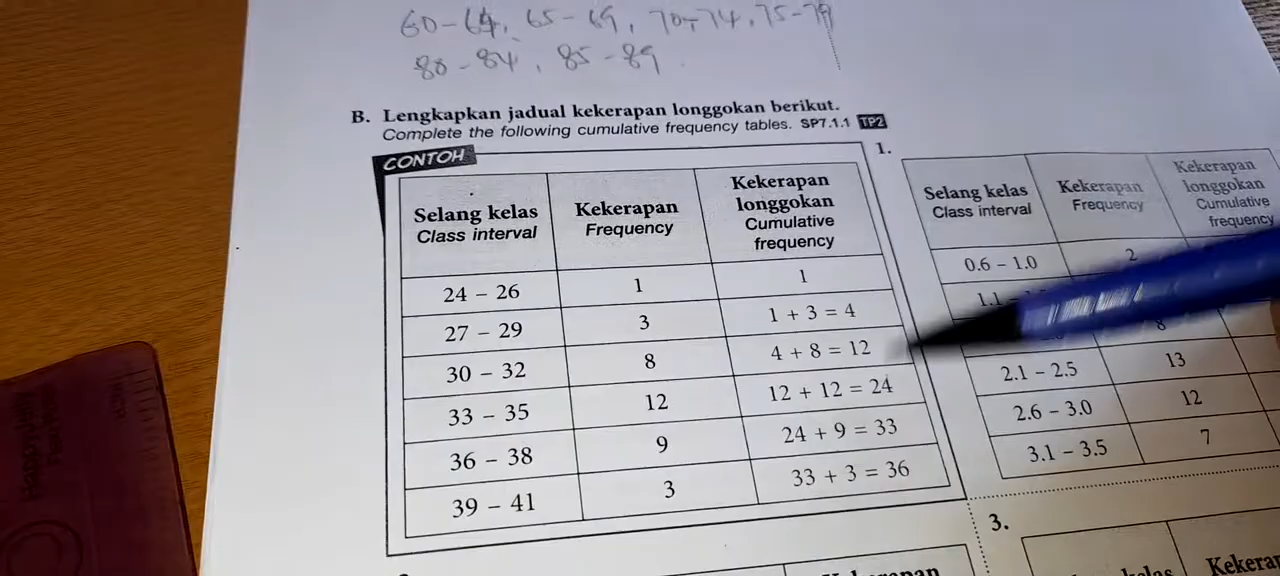 60-64, 65-69, 70-74, 75-79
80-84, 85-89
B. Lengkapkan jadual kekerapan longgokan berikut.
Complete the following cumulative frequency tables. SP7.1.1 TP2
CONTOH
Selang kelas
Class interval
Kekerapan
Frequency
Kekerapan
longgokan
Cumulative
frequency
24 – 26 1 1
27 – 29 3 1 + 3 = 4
30 – 32 8 4 + 8 = 12
33 – 35 12 12 + 12 = 24
36 – 38 9 24 + 9 = 33
39 – 41 3 33 + 3 = 36
1.
Selang kelas
Class interval
Kekerapan
Frequency
Kekerapan
longgokan
Cumulative
frequency
0.6 – 1.0 2
1.1 –
8
2.1 – 2.5 13
2.6 – 3.0 12
3.1 – 3.5 7
3.